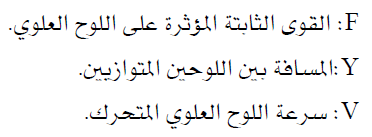 F: القوى الثابتة المؤثرة على اللوح العلوي.
Y:المسافة بين اللوحين المتوازيين.
V: سرعة اللوح العلوي المتحرك.